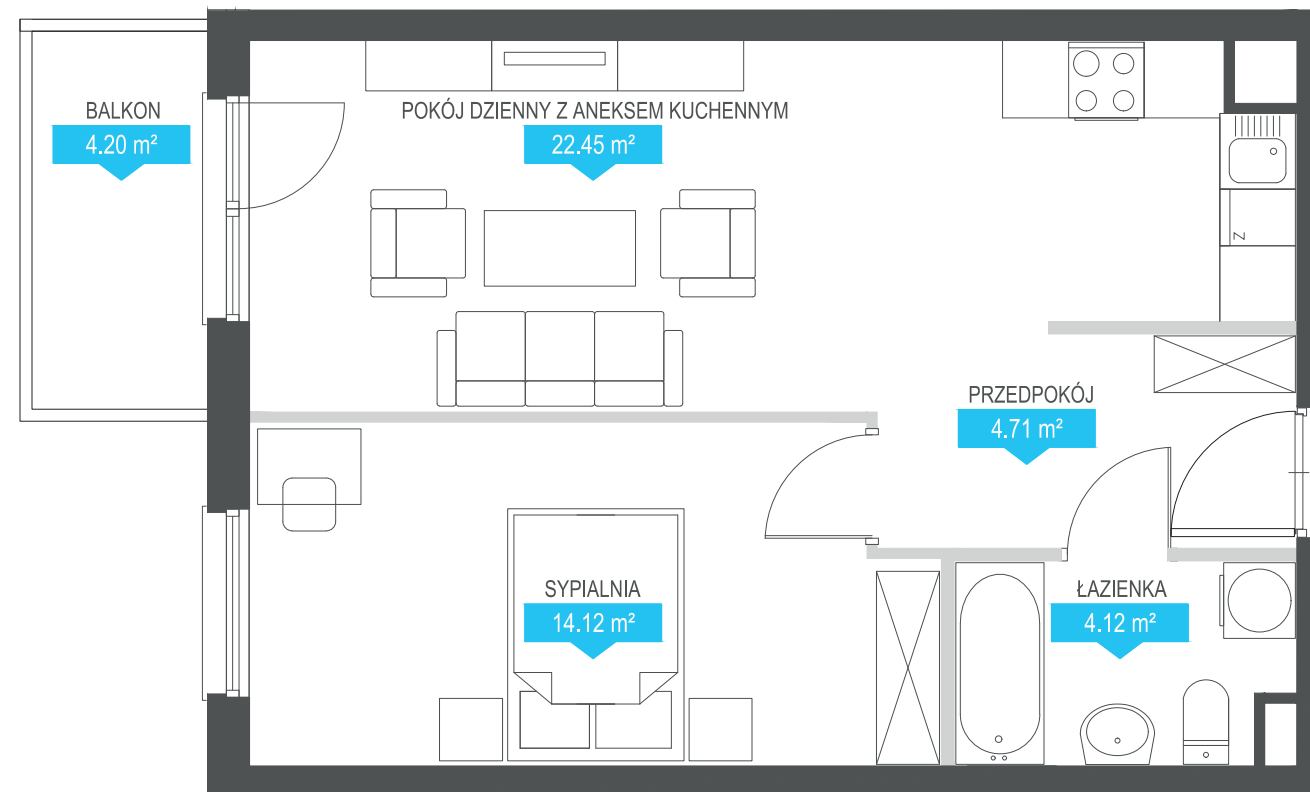 BALKON
4.20 m²
POKÓJ DZIENNY Z ANEKSEM KUCHENNYM
22.45 m²
Z
PRZEDPOKÓJ
4.71 m²
SYPIALNIA
14.12 m²
ŁAZIENKA
4.12 m²